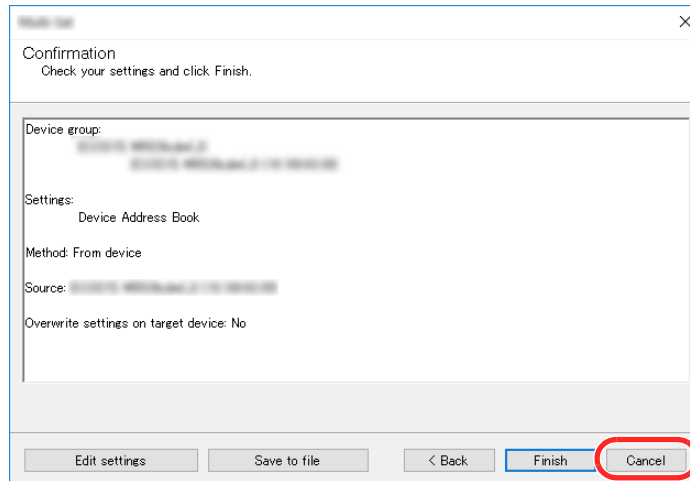 Confirmation
Check your settings and click Finish.
Device group:
Settings:
Device Address Book
Method: From device
Source:
Overwrite settings on target device: No
Edit settings
Save to file
< Back
Finish
Cancel